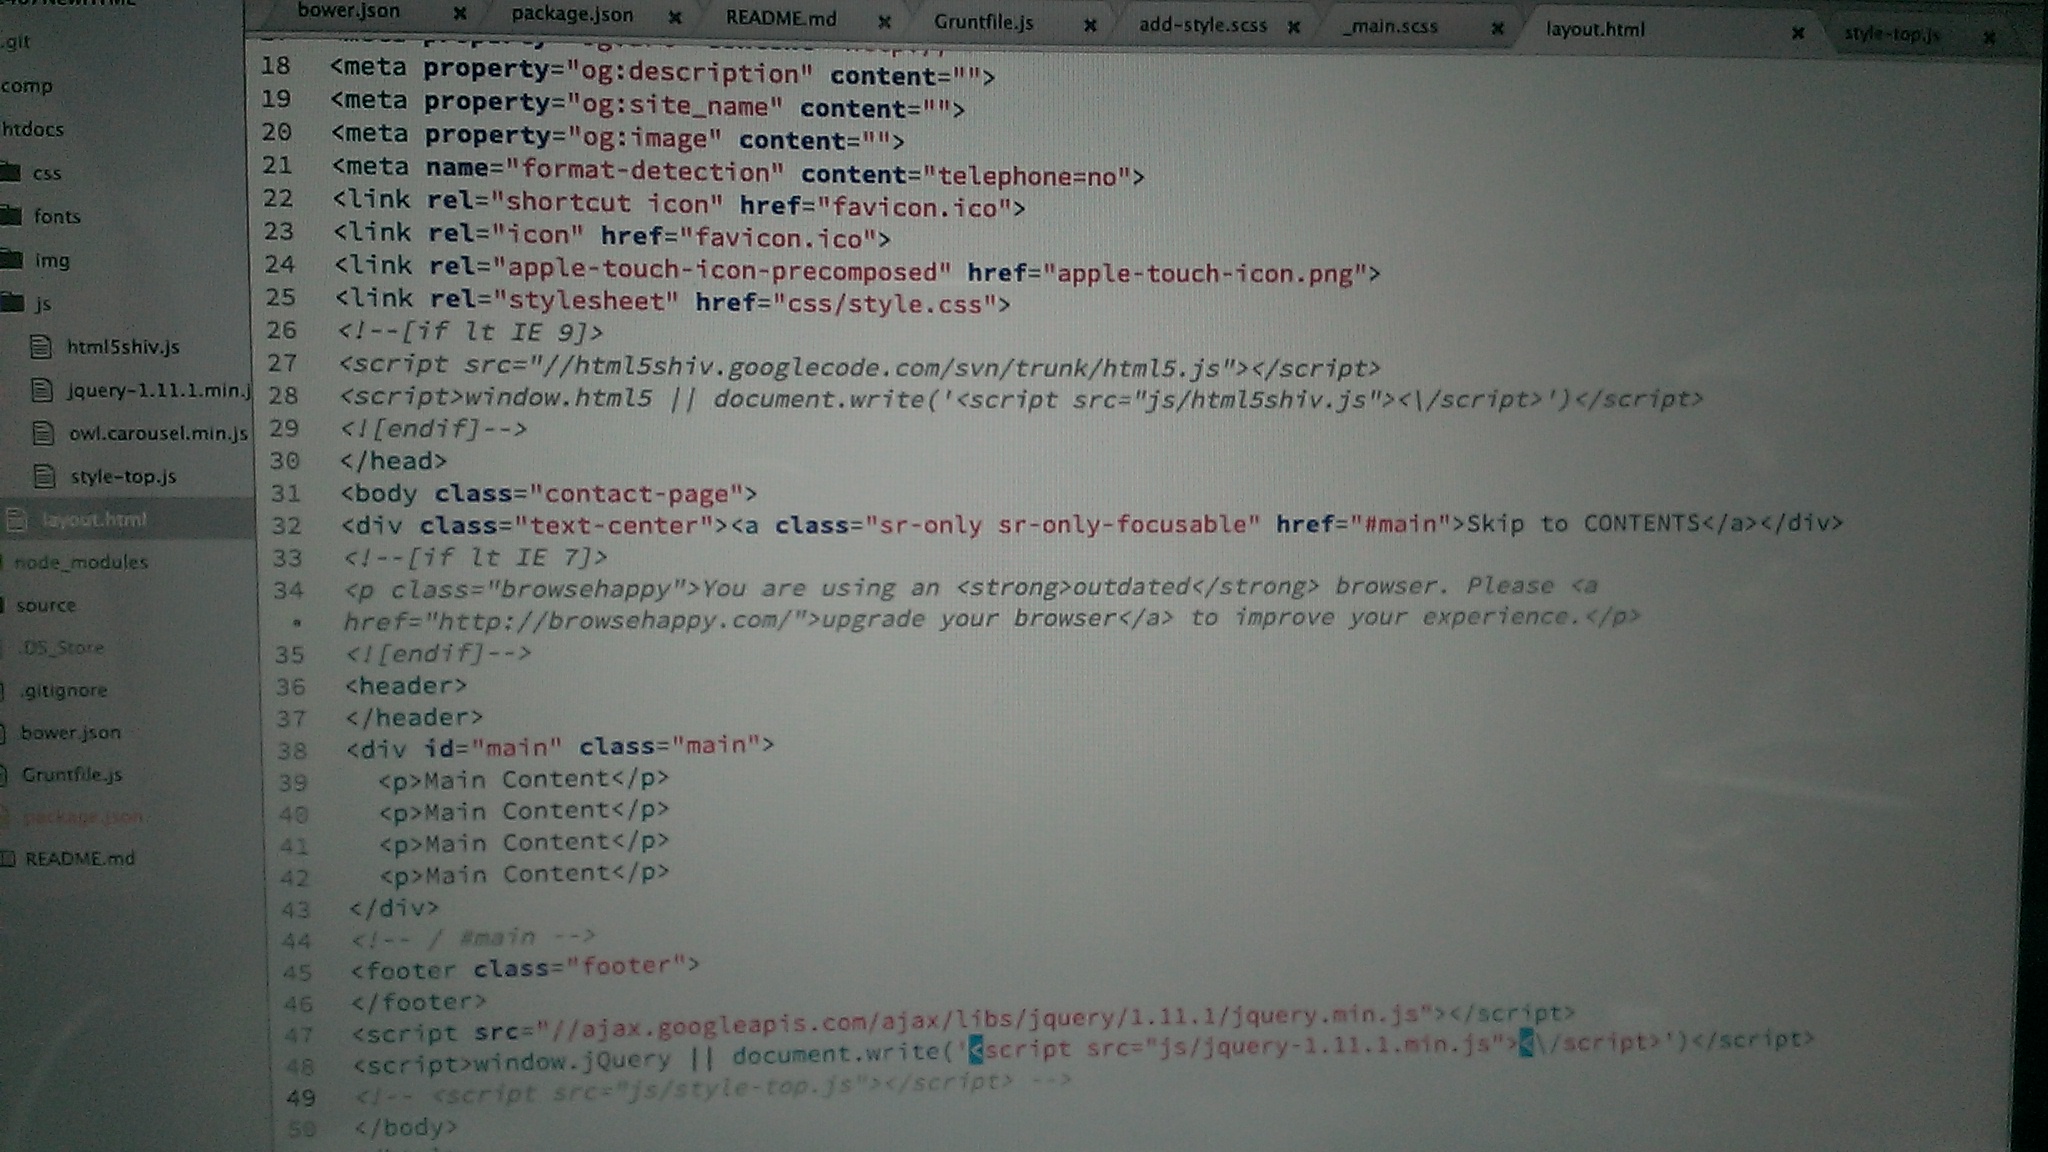 bower.json
package.json
README.md
Gruntfile.js
add-style.scss
_main.scss
layout.html
style-top.js
.git
comp
htdocs
css
fonts
img
js
html5shiv.js
jquery-1.11.1.min.j
owl.carousel.min.js
style-top.js
layout.html
node_modules
source
.DS_Store
.gitignore
bower.json
Gruntfile.js
package.json
README.md
18 <meta property="og:description" content="">
19 <meta property="og:site_name" content="">
20 <meta property="og:image" content="">
21 <meta name="format-detection" content="telephone=no">
22 <link rel="shortcut icon" href="favicon.ico">
23 <link rel="icon" href="favicon.ico">
24 <link rel="apple-touch-icon-precomposed" href="apple-touch-icon.png">
25 <link rel="stylesheet" href="css/style.css">
26 <!--[if lt IE 9]>
27 <script src="//html5shiv.googlecode.com/svn/trunk/html5.js"></script>
28 <script>window.html5 || document.write('<script src="js/html5shiv.js"><\/script>')</script>
29 <![endif]-->
30 </head>
31 <body class="contact-page">
32 <div class="text-center"><a class="sr-only sr-only-focusable" href="#main">Skip to CONTENTS</a></div>
33 <!--[if lt IE 7]>
34 <p class="browsehappy">You are using an <strong>outdated</strong> browser. Please <a
• href="http://browsehappy.com/">upgrade your browser</a> to improve your experience.</p>
35 <![endif]-->
36 <header>
37 </header>
38 <div id="main" class="main">
39 <p>Main Content</p>
40 <p>Main Content</p>
41 <p>Main Content</p>
42 <p>Main Content</p>
43 </div>
44 <!-- / #main -->
45 <footer class="footer">
46 </footer>
47 <script src="//ajax.googleapis.com/ajax/libs/jquery/1.11.1/jquery.min.js"></script>
48 <script>window.jQuery || document.write('<script src="js/jquery-1.11.1.min.js"><\/script>')</script>
49 <!-- <script src="js/style-top.js"></script> -->
50 </body>